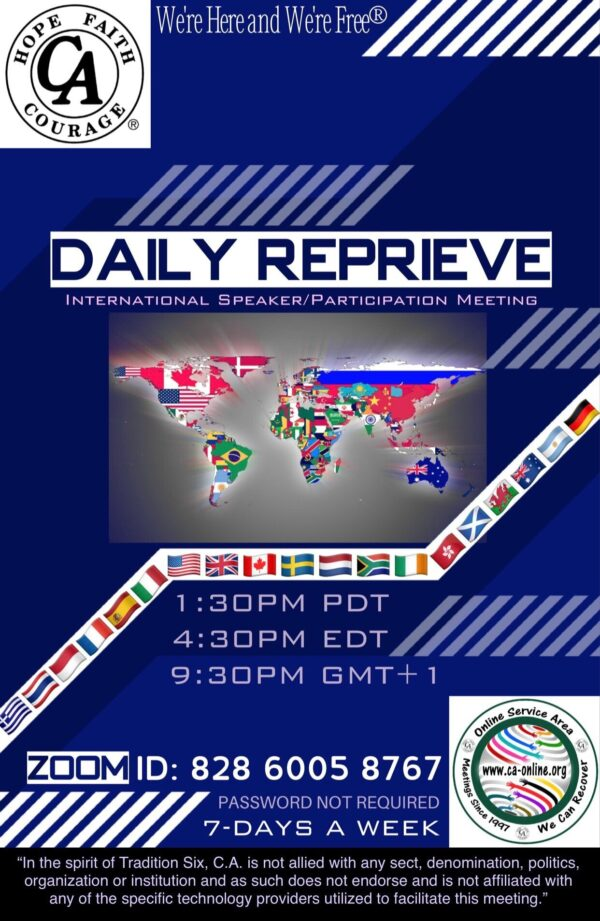 We're Here and We're Free®
HOPE FAITH
CA
COURAGE
®
DAILY REPRIEVE
INTERNATIONAL SPEAKER/PARTICIPATION MEETING
1:30PM PDT
4:30PM EDT
9:30PM GMT+1
ZOOM ID: 828 6005 8767
PASSWORD NOT REQUIRED
7-DAYS A WEEK
Online Service Area
www.ca-online.org
Meetings Since 1997
We Can Recover
"In the spirit of Tradition Six, C.A. is not allied with any sect, denomination, politics,
organization or institution and as such does not endorse and is not affiliated with
any of the specific technology providers utilized to facilitate this meeting."